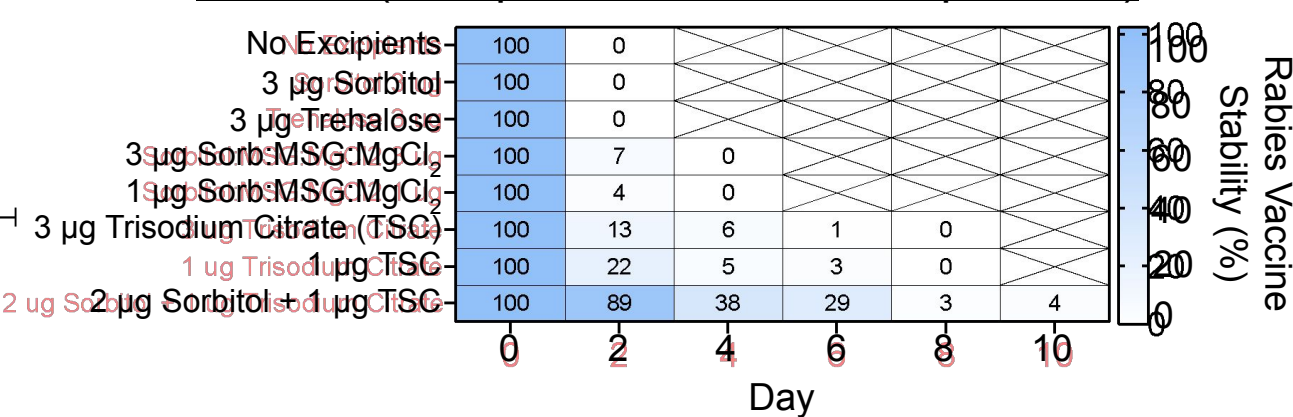 No Excipients 100 0
3 µg Sorbitol 100 0
3 µg Trehalose 100 0
3 µg Sorb:MSG:MgCl2 100 7 0
1 µg Sorb:MSG:MgCl2 100 4 0
3 µg Trisodium Citrate (TSC) 100 13 6 1 0
1 µg TSC 100 22 5 3 0
2 µg Sorbitol + 1 µg TSC 100 89 38 29 3 4
0 2 4 6 8 10
Day
100
80
60
40
20
0
Rabies Vaccine
Stability (%)